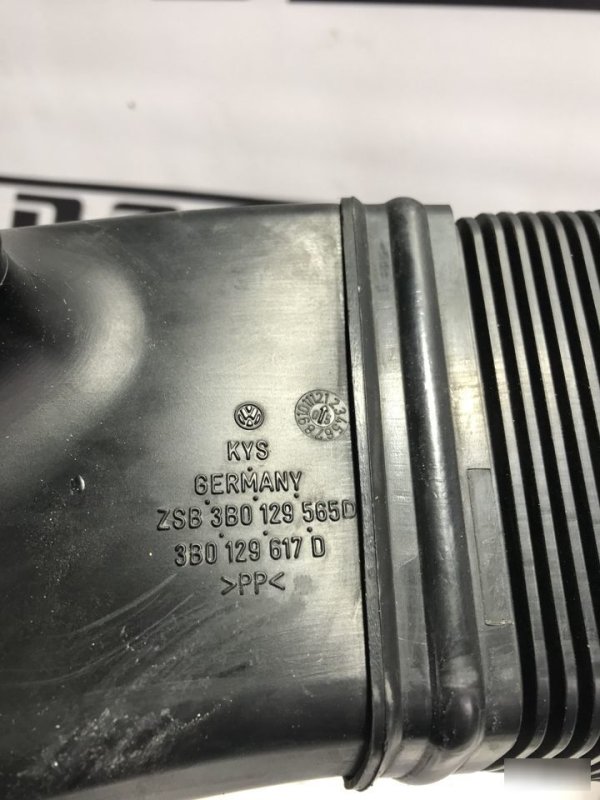 KYS
GERMANY
ZSB 3B0 129 565D
3B0 129 617 D
>PP<